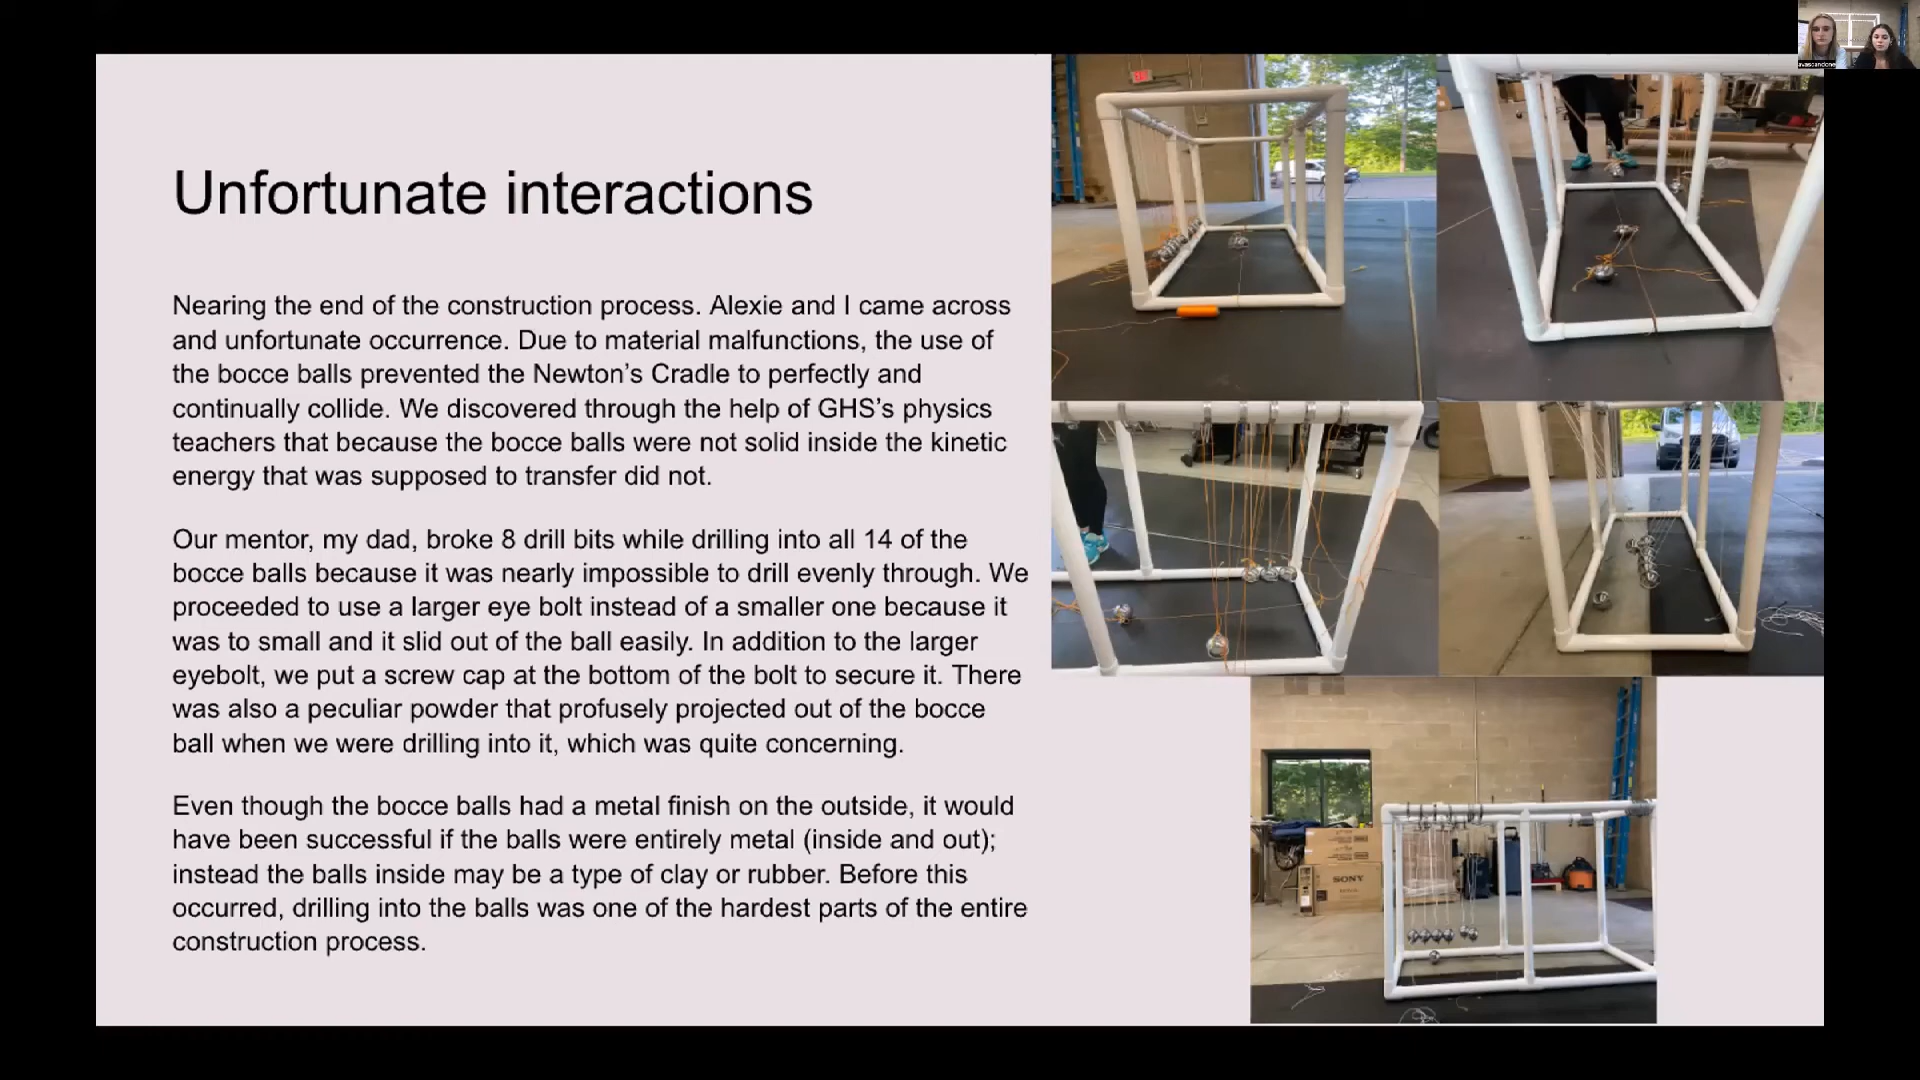 Unfortunate interactions
Nearing the end of the construction process. Alexie and I came across
and unfortunate occurrence. Due to material malfunctions, the use of
the bocce balls prevented the Newton's Cradle to perfectly and
continually collide. We discovered through the help of GHS's physics
teachers that because the bocce balls were not solid inside the kinetic
energy that was supposed to transfer did not.
Our mentor, my dad, broke 8 drill bits while drilling into all 14 of the
bocce balls because it was nearly impossible to drill evenly through. We
proceeded to use a larger eye bolt instead of a smaller one because it
was to small and it slid out of the ball easily. In addition to the larger
eyebolt, we put a screw cap at the bottom of the bolt to secure it. There
was also a peculiar powder that profusely projected out of the bocce
ball when we were drilling into it, which was quite concerning.
Even though the bocce balls had a metal finish on the outside, it would
have been successful if the balls were entirely metal (inside and out);
instead the balls inside may be a type of clay or rubber. Before this
occurred, drilling into the balls was one of the hardest parts of the entire
construction process.
SONY